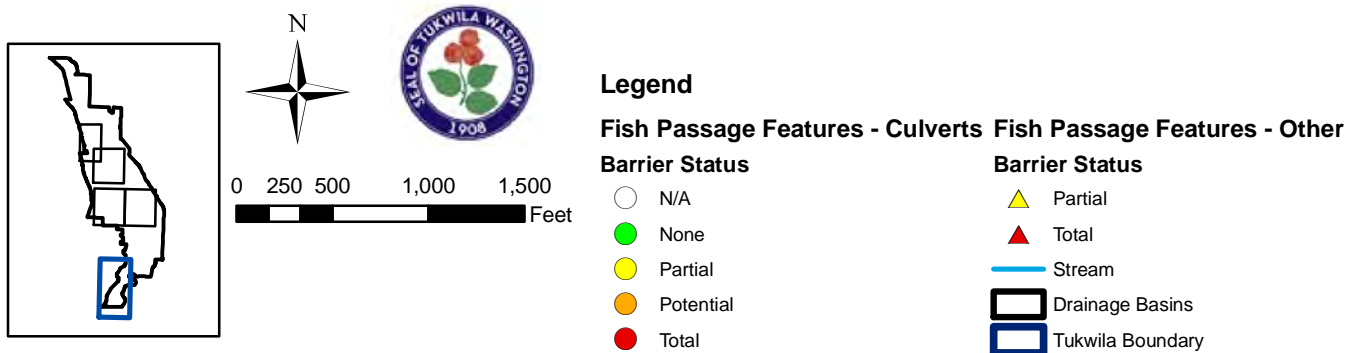 N
SEAL OF TUKWILA WASHINGTON
1908
0 250 500 1,000 1,500
Feet
Legend
Fish Passage Features - Culverts
Barrier Status
N/A
None
Partial
Potential
Total
Fish Passage Features - Other
Barrier Status
Partial
Total
Stream
Drainage Basins
Tukwila Boundary